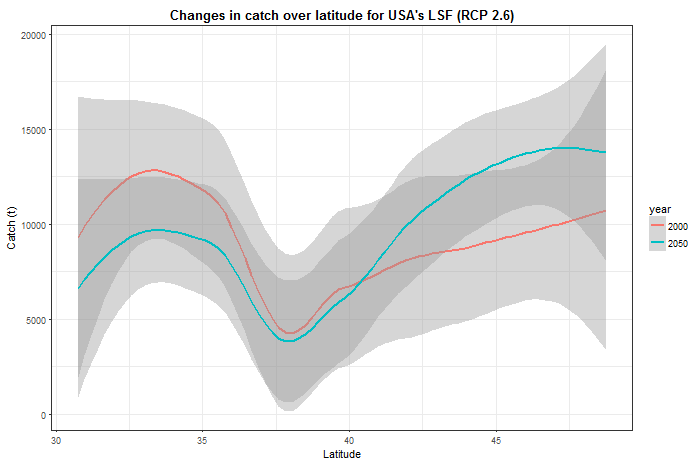 Changes in catch over latitude for USA's LSF (RCP 2.6)
20000
15000
10000
5000
0
Catch (t)
30
35
40
45
Latitude
year
2000
2050